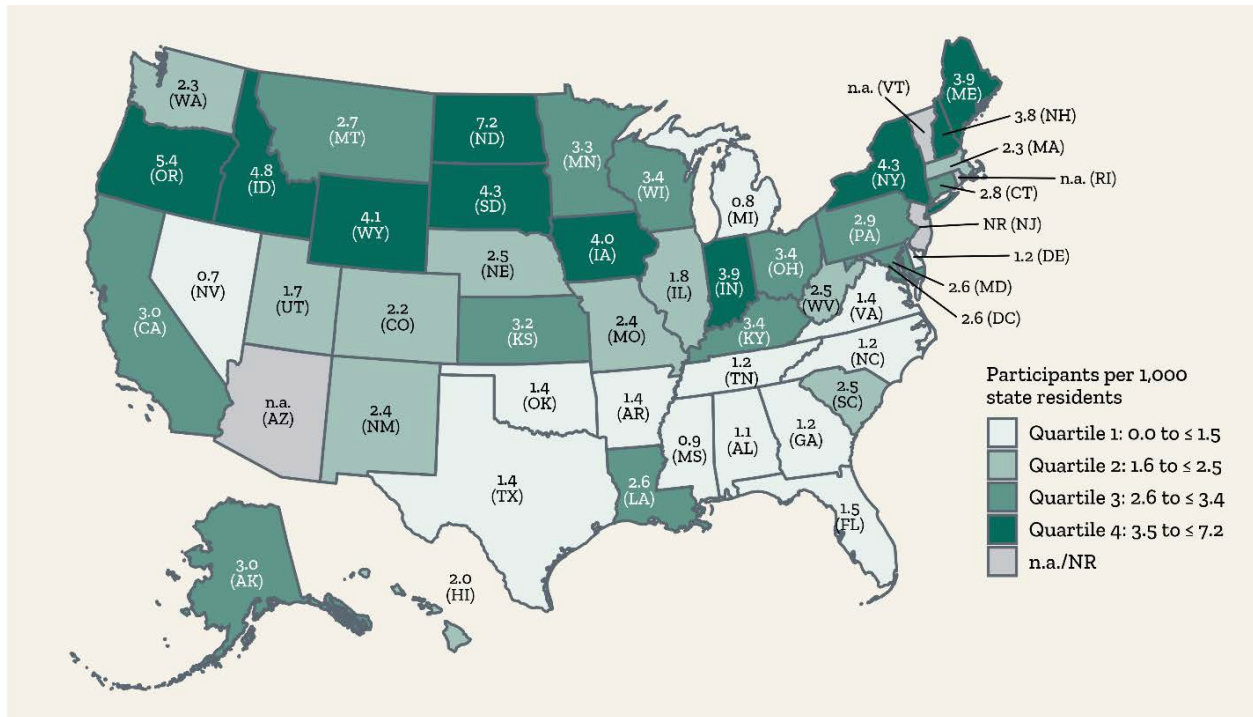 2.3
(WA)
5.4
(OR)
4.8
(ID)
2.7
(MT)
7.2
(ND)
3.3
(MN)
3.4
(WI)
4.1
(WY)
4.3
(SD)
0.8
(MI)
4.3
(NY)
3.9
(ME)
n.a. (VT)
3.8 (NH)
2.3 (MA)
n.a. (RI)
2.8 (CT)
NR (NJ)
1.2 (DE)
2.6 (MD)
2.6 (DC)
3.0
(CA)
0.7
(NV)
1.7
(UT)
2.2
(CO)
2.5
(NE)
4.0
(IA)
1.8
(IL)
3.9
(IN)
3.4
(OH)
2.9
(PA)
3.2
(KS)
2.4
(MO)
3.4
(KY)
2.5
(WV)
1.4
(VA)
n.a.
(AZ)
2.4
(NM)
1.4
(OK)
1.4
(AR)
1.2
(TN)
1.2
(NC)
2.5
(SC)
1.4
(TX)
2.6
(LA)
0.9
(MS)
1.1
(AL)
1.2
(GA)
1.5
(FL)
3.0
(AK)
2.0
(HI)
Participants per 1,000
state residents
Quartile 1: 0.0 to ≤ 1.5
Quartile 2: 1.6 to ≤ 2.5
Quartile 3: 2.6 to ≤ 3.4
Quartile 4: 3.5 to ≤ 7.2
n.a./NR